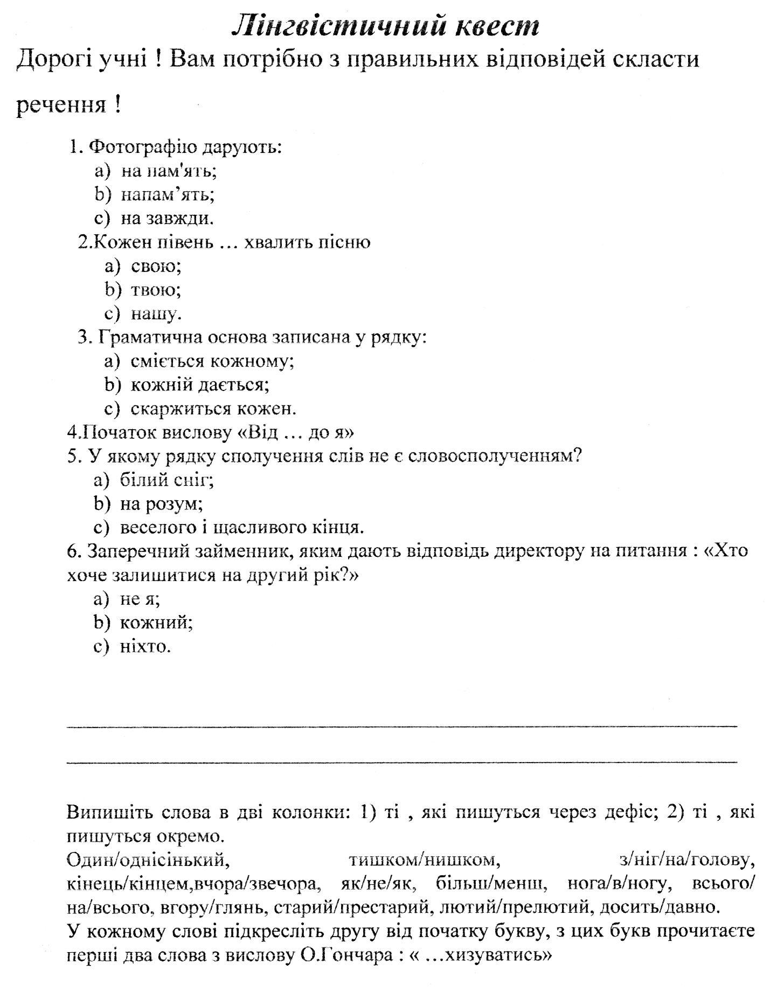 Лінгвістичний квест
Дорогі учні ! Вам потрібно з правильних відповідей скласти
речення !
1. Фотографію дарують:
a) на пам'ять;
b) напам’ять;
c) на завжди.
2.Кожен півень … хвалить пісню
a) свою;
b) твою;
c) нашу.
3. Граматична основа записана у рядку:
a) сміється кожному;
b) кожній дається;
c) скаржиться кожен.
4.Початок вислову «Від … до я»
5. У якому рядку сполучення слів не є словосполученням?
a) білий сніг;
b) на розум;
c) веселого і щасливого кінця.
6. Заперечний займенник, яким дають відповідь директору на питання : «Хто
хоче залишитися на другий рік?»
a) не я;
b) кожний;
c) ніхто.
Випишіть слова в дві колонки: 1) ті , які пишуться через дефіс; 2) ті , які
пишуться окремо.
Один/однісінький, тишком/нишком, з/ніг/на/голову,
кінець/кінцем,вчора/звечора, як/не/як, більш/менш, нога/в/ногу, всього/
на/всього, вгору/глянь, старий/престарий, лютий/прелютий, досить/давно.
У кожному слові підкресліть другу від початку букву, з цих букв прочитаєте
перші два слова з вислову О.Гончара : « …хизуватись»